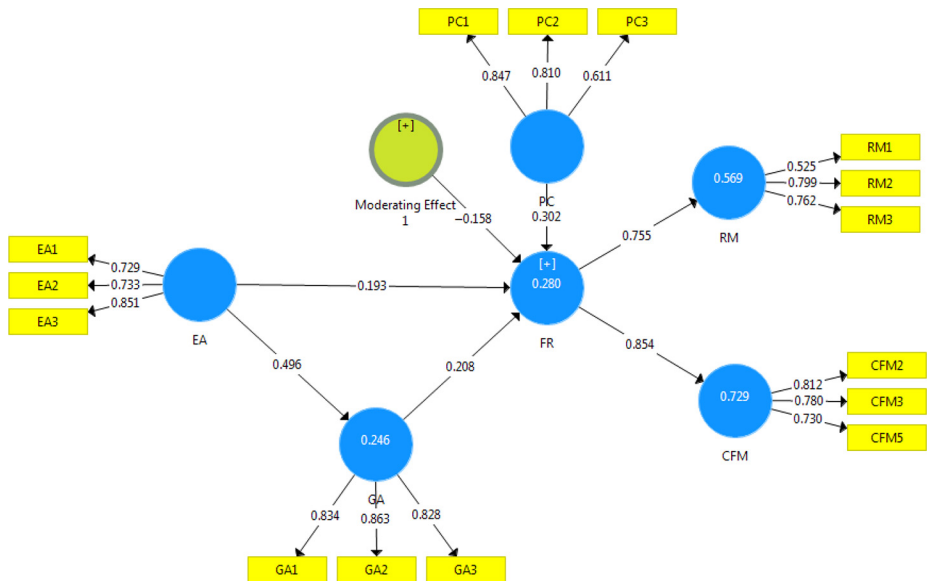 PC1 PC2 PC3
0.847 0.810 0.611
[+]
Moderating Effect
1
PC
0.302
−0.158
0.569
RM
RM1
0.525
RM2
0.799
RM3
0.762
0.755
EA1
0.729
EA2
0.733
EA3
0.851
EA
0.193
[+]
0.280
FR
0.496
0.208
0.854
0.729
CFM
CFM2
0.812
CFM3
0.780
CFM5
0.730
0.246
GA
0.834 0.863 0.828
GA1 GA2 GA3